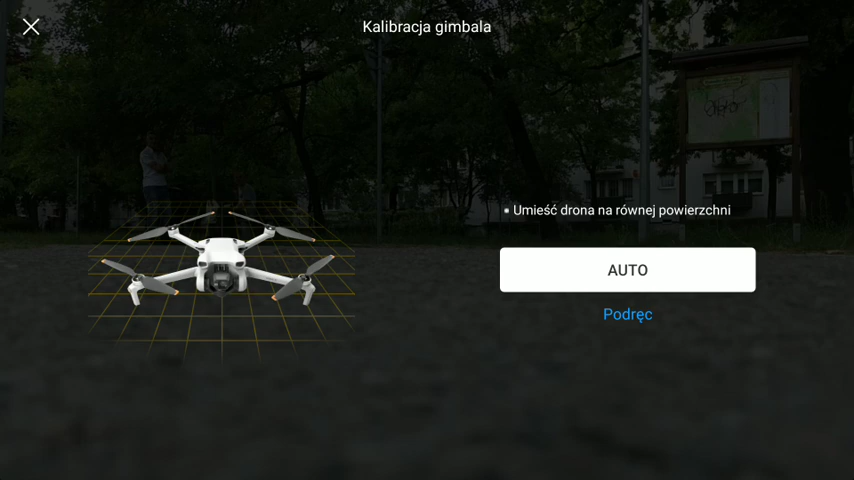 Kalibracja gimbala
• Umieść drona na równej powierzchni
AUTO
Podręc